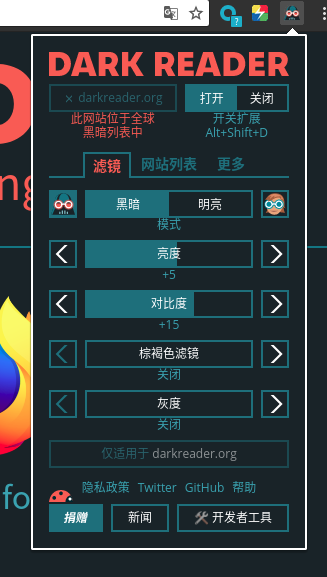 ?
DARK READER
× darkreader.org
打开
关闭
此网站位于全球
黑暗列表中
开关扩展
Alt+Shift+D
滤镜
网站列表
更多
黑暗
明亮
模式
亮度
+5
对比度
+15
棕褐色滤镜
关闭
灰度
关闭
仅适用于 darkreader.org
隐私政策 Twitter GitHub 帮助
捐赠
新闻
开发者工具
ng
fo